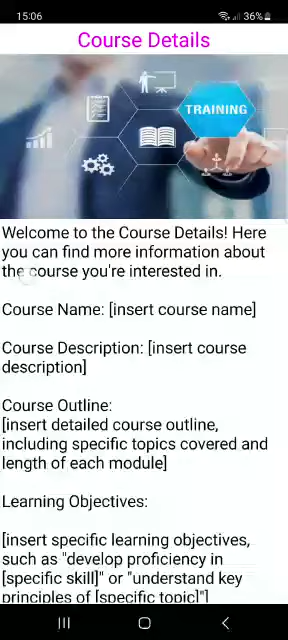 15:06
36%
Course Details
TRAINING
Welcome to the Course Details! Here
you can find more information about
the course you're interested in.
Course Name: [insert course name]
Course Description: [insert course
description]
Course Outline:
[insert detailed course outline,
including specific topics covered and
length of each module]
Learning Objectives:
[insert specific learning objectives,
such as "develop proficiency in
[specific skill]" or "understand key
principles of [specific topic]"]